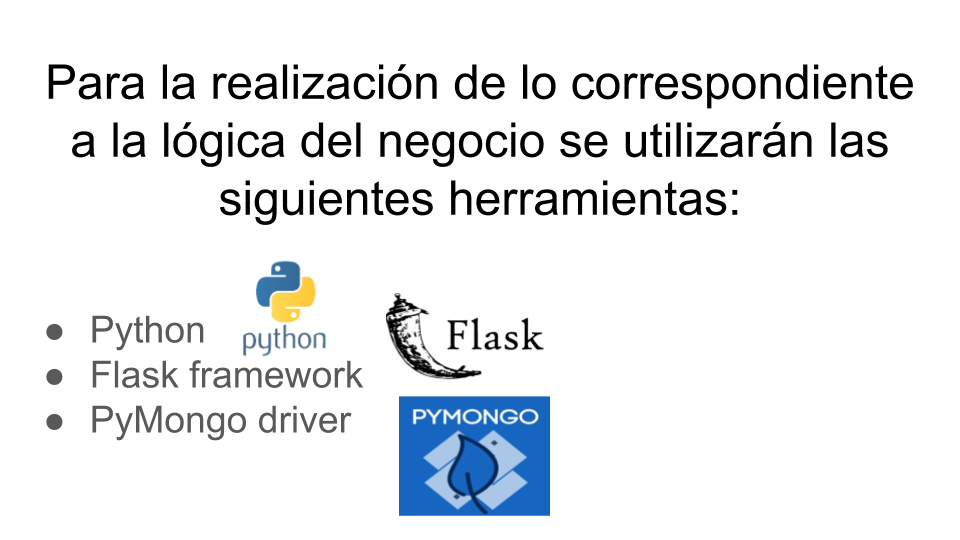 Para la realización de lo correspondiente
a la lógica del negocio se utilizarán las
siguientes herramientas:
● Python
python
● Flask framework
Flask
● PyMongo driver
PYMONGO